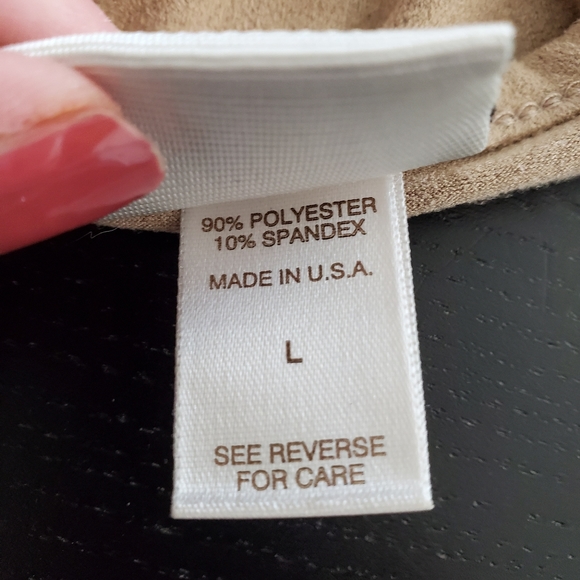 90% POLYESTER
10% SPANDEX
MADE IN U.S.A.
L
SEE REVERSE
FOR CARE